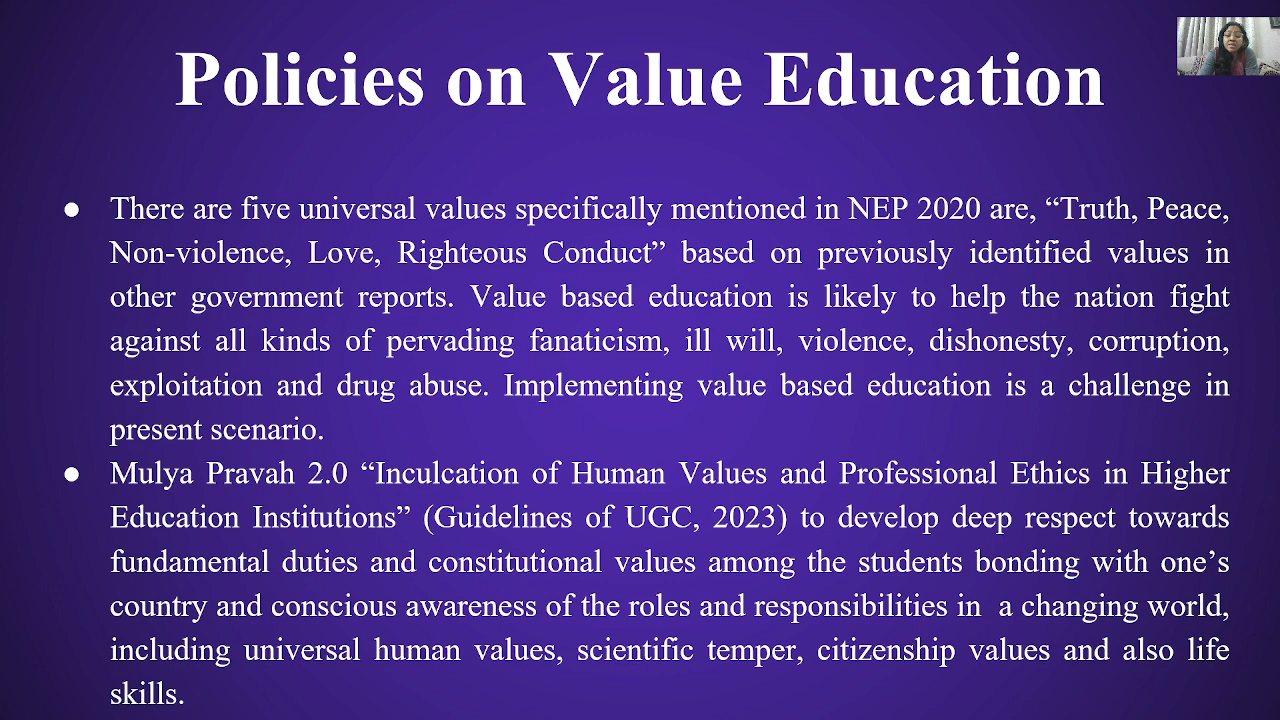 Policies on Value Education
● There are five universal values specifically mentioned in NEP 2020 are, “Truth, Peace,
Non-violence, Love, Righteous Conduct” based on previously identified values in
other government reports. Value based education is likely to help the nation fight
against all kinds of pervading fanaticism, ill will, violence, dishonesty, corruption,
exploitation and drug abuse. Implementing value based education is a challenge in
present scenario.
● Mulya Pravah 2.0 “Inculcation of Human Values and Professional Ethics in Higher
Education Institutions” (Guidelines of UGC, 2023) to develop deep respect towards
fundamental duties and constitutional values among the students bonding with one’s
country and conscious awareness of the roles and responsibilities in  a changing world,
including universal human values, scientific temper, citizenship values and also life
skills.